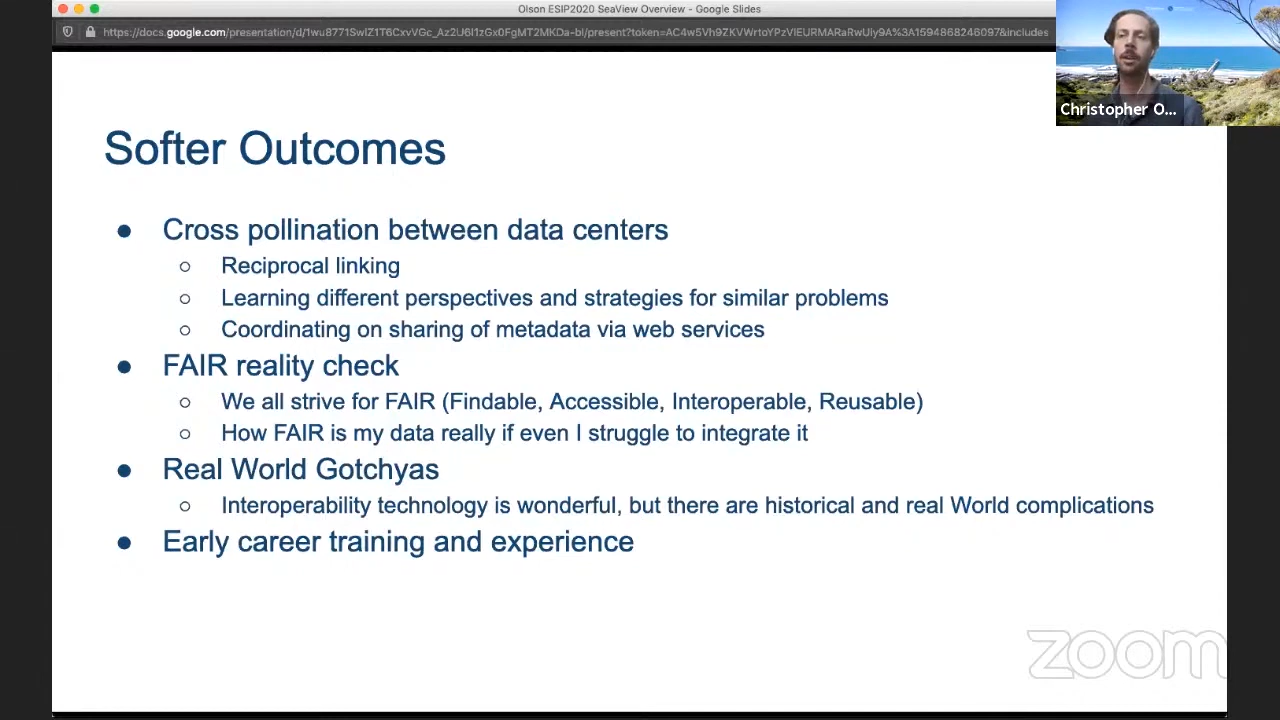 Olson ESIP2020 SeaView Overview - Google Slides
Christopher O...
Softer Outcomes
● Cross pollination between data centers
○ Reciprocal linking
○ Learning different perspectives and strategies for similar problems
○ Coordinating on sharing of metadata via web services
● FAIR reality check
○ We all strive for FAIR (Findable, Accessible, Interoperable, Reusable)
○ How FAIR is my data really if even I struggle to integrate it
● Real World Gotchyas
○ Interoperability technology is wonderful, but there are historical and real World complications
● Early career training and experience
zoom